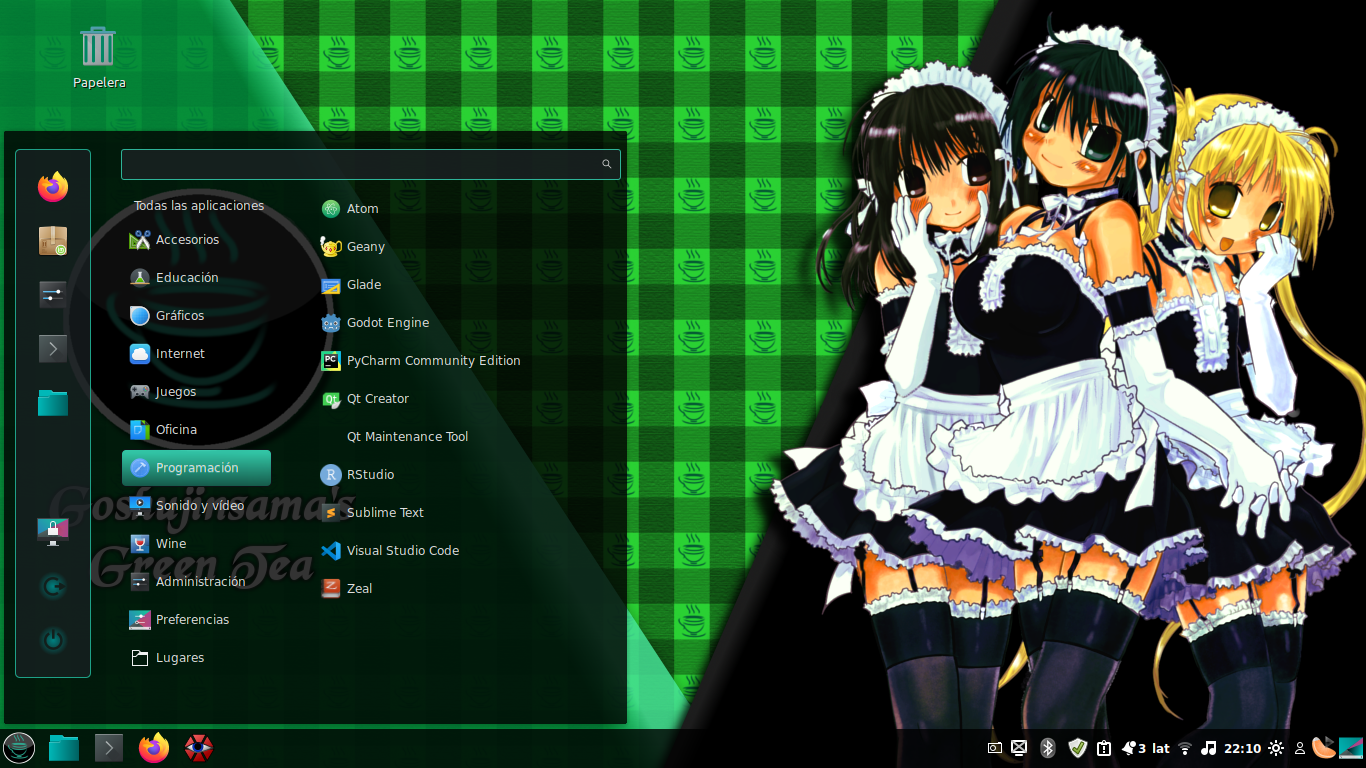 Papelera
Todas las aplicaciones
Accesorios
Educación
Gráficos
Internet
Juegos
Oficina
Programación
Sonido y vídeo
Wine
Administración
Preferencias
Lugares
Atom
Geany
Glade
Godot Engine
PC
PyCharm Community Edition
Qt
Qt Creator
Qt Maintenance Tool
R
RStudio
S
Sublime Text
Visual Studio Code
Z
Zeal
Goshujinsama's
Green Tea
3 lat 22:10